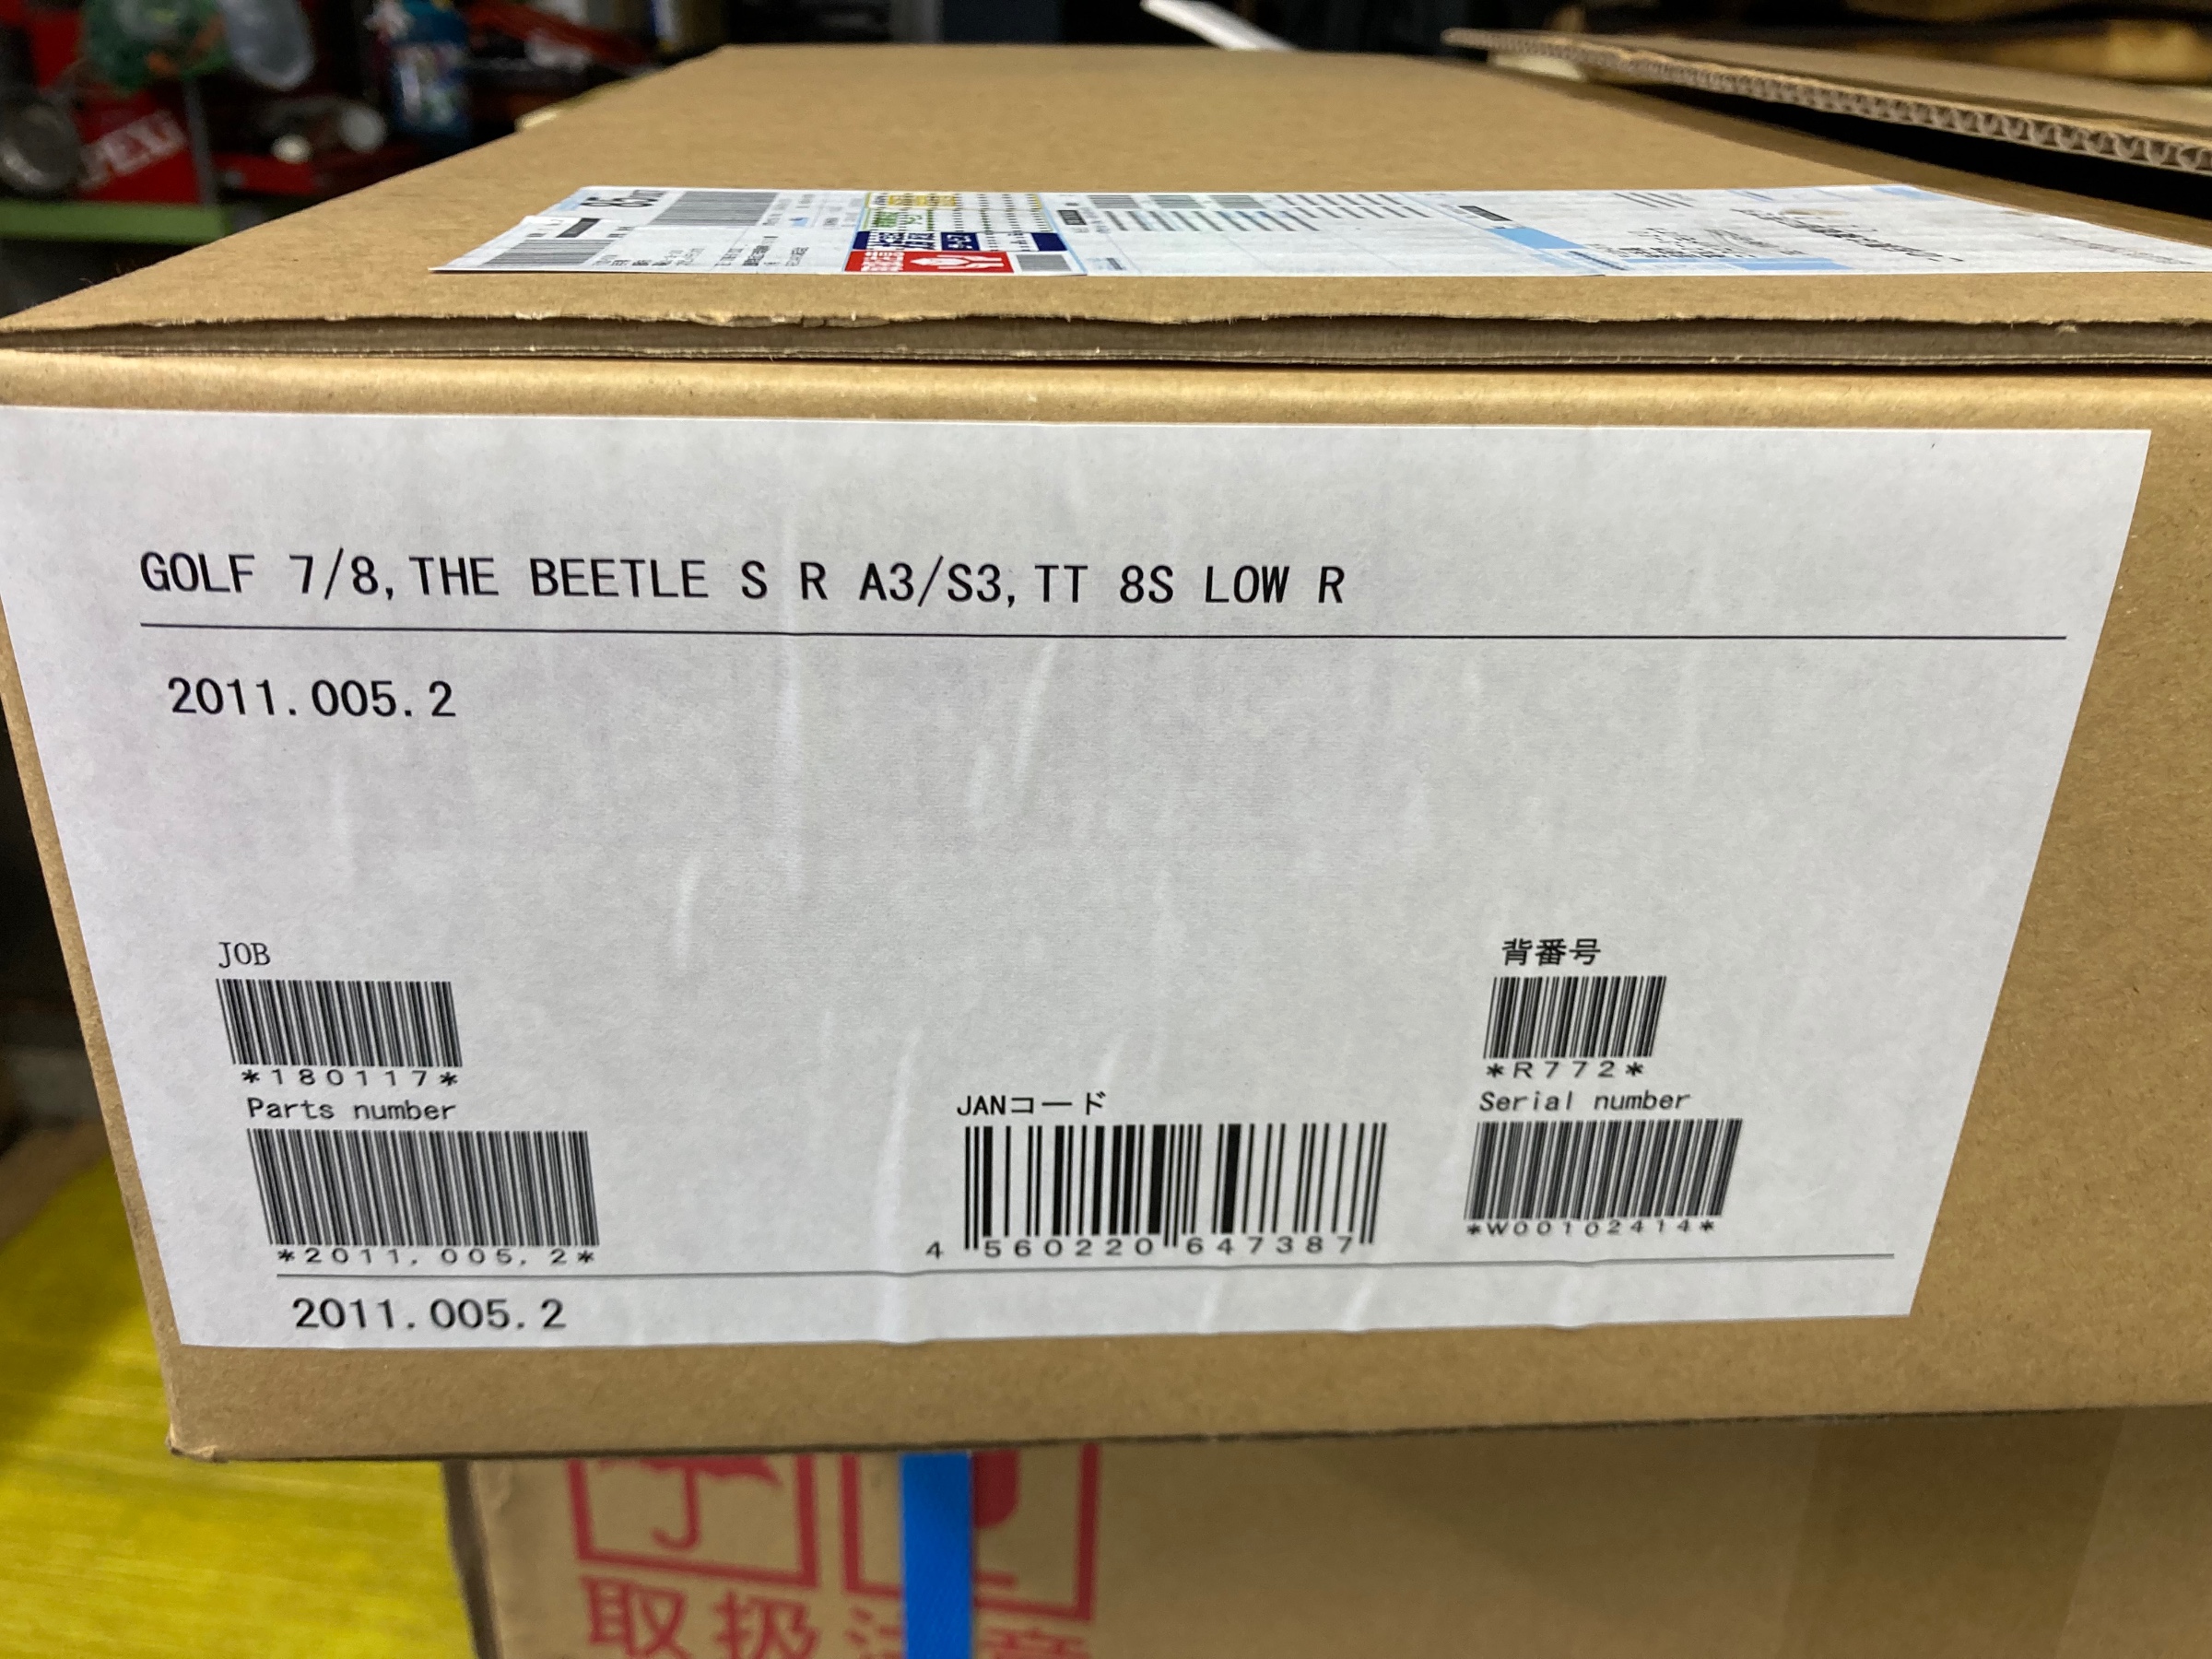 GOLF 7/8,THE BEETLE S R A3/S3,TT 8S LOW R
2011.005.2
JOB
*180117*
Parts number
*2011.005.2*
JANコード
4 560220 647387
背番号
*R772*
Serial number
*W00102414*
2011.005.2
取扱注意